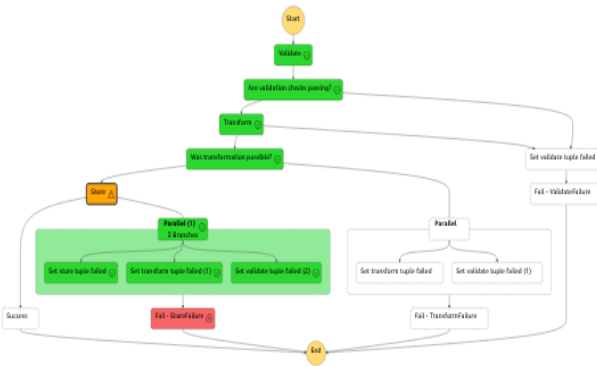 Start
Validate
Are validation checks passing?
Transform
Was transformation possible?
Set validate tuple failed
Fail - ValidateFailure
Store
Parallel (1)
3 Branches
Parallel
Set store tuple failed
Set transform tuple failed (1)
Set validate tuple failed (2)
Set transform tuple failed
Set validate tuple failed (1)
Success
Fail - StoreFailure
Fail - TransformFailure
End